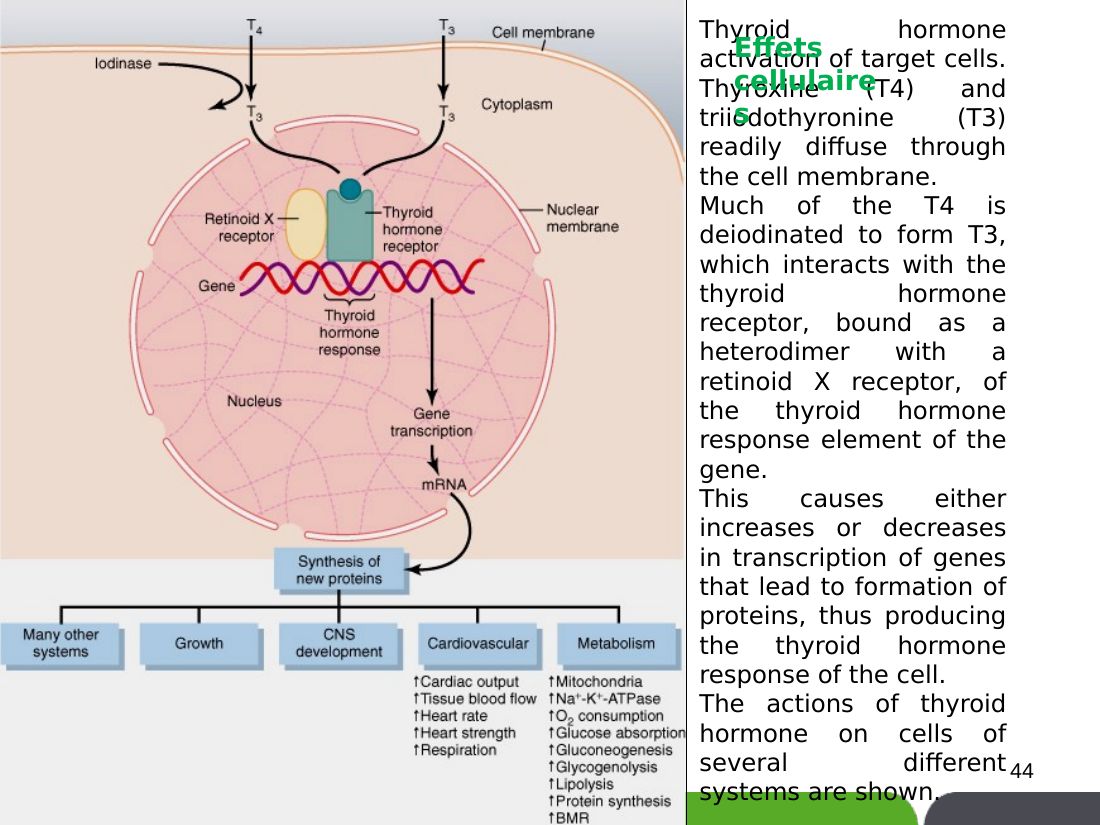 T4
T3
Cell membrane
Iodinase
T3
T3
Cytoplasm
Retinoid X
receptor
Thyroid
hormone
receptor
Nuclear
membrane
Gene
Thyroid
hormone
response
Nucleus
Gene
transcription
mRNA
Synthesis of
new proteins
Many other
systems
Growth
CNS
development
Cardiovascular
Metabolism
↑Cardiac output
↑Tissue blood flow
↑Heart rate
↑Heart strength
↑Respiration
↑Mitochondria
↑Na⁺-K⁺-ATPase
↑O₂ consumption
↑Glucose absorption
↑Gluconeogenesis
↑Glycogenolysis
↑Lipolysis
↑Protein synthesis
↑BMR
Effets
cellulaire
s
Thyroid hormone
activation of target cells.
Thyroxine (T4) and
triiodothyronine (T3)
readily diffuse through
the cell membrane.
Much of the T4 is
deiodinated to form T3,
which interacts with the
thyroid hormone
receptor, bound as a
heterodimer with a
retinoid X receptor, of
the thyroid hormone
response element of the
gene.
This causes either
increases or decreases
in transcription of genes
that lead to formation of
proteins, thus producing
the thyroid hormone
response of the cell.
The actions of thyroid
hormone on cells of
several different
systems are shown.
44